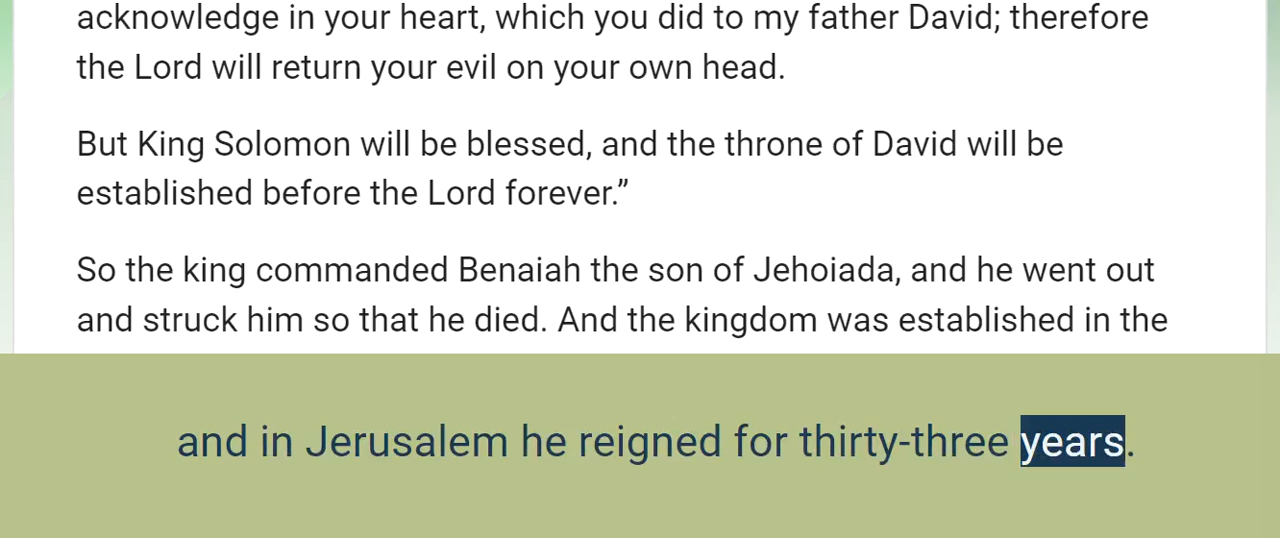 acknowledge in your heart, which you did to my father David; therefore
the Lord will return your evil on your own head.
But King Solomon will be blessed, and the throne of David will be
established before the Lord forever.”
So the king commanded Benaiah the son of Jehoiada, and he went out
and struck him so that he died. And the kingdom was established in the
and in Jerusalem he reigned for thirty-three years.